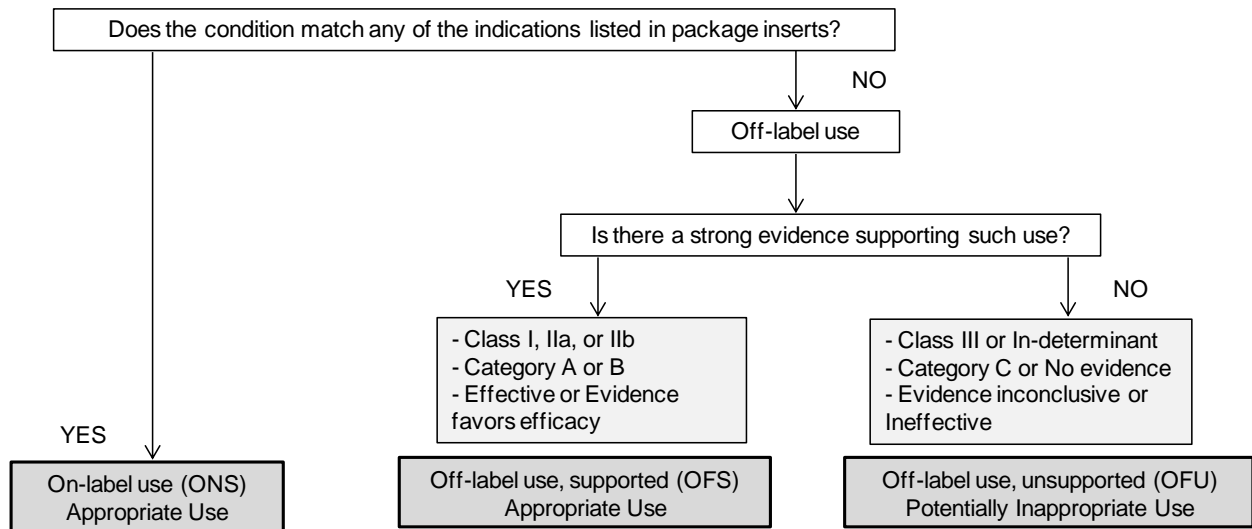 Does the condition match any of the indications listed in package inserts?
NO
Off-label use
Is there a strong evidence supporting such use?
YES
NO
- Class I, IIa, or IIb
- Category A or B
- Effective or Evidence
favors efficacy
- Class III or In-determinant
- Category C or No evidence
- Evidence inconclusive or
Ineffective
YES
On-label use (ONS)
Appropriate Use
Off-label use, supported (OFS)
Appropriate Use
Off-label use, unsupported (OFU)
Potentially Inappropriate Use